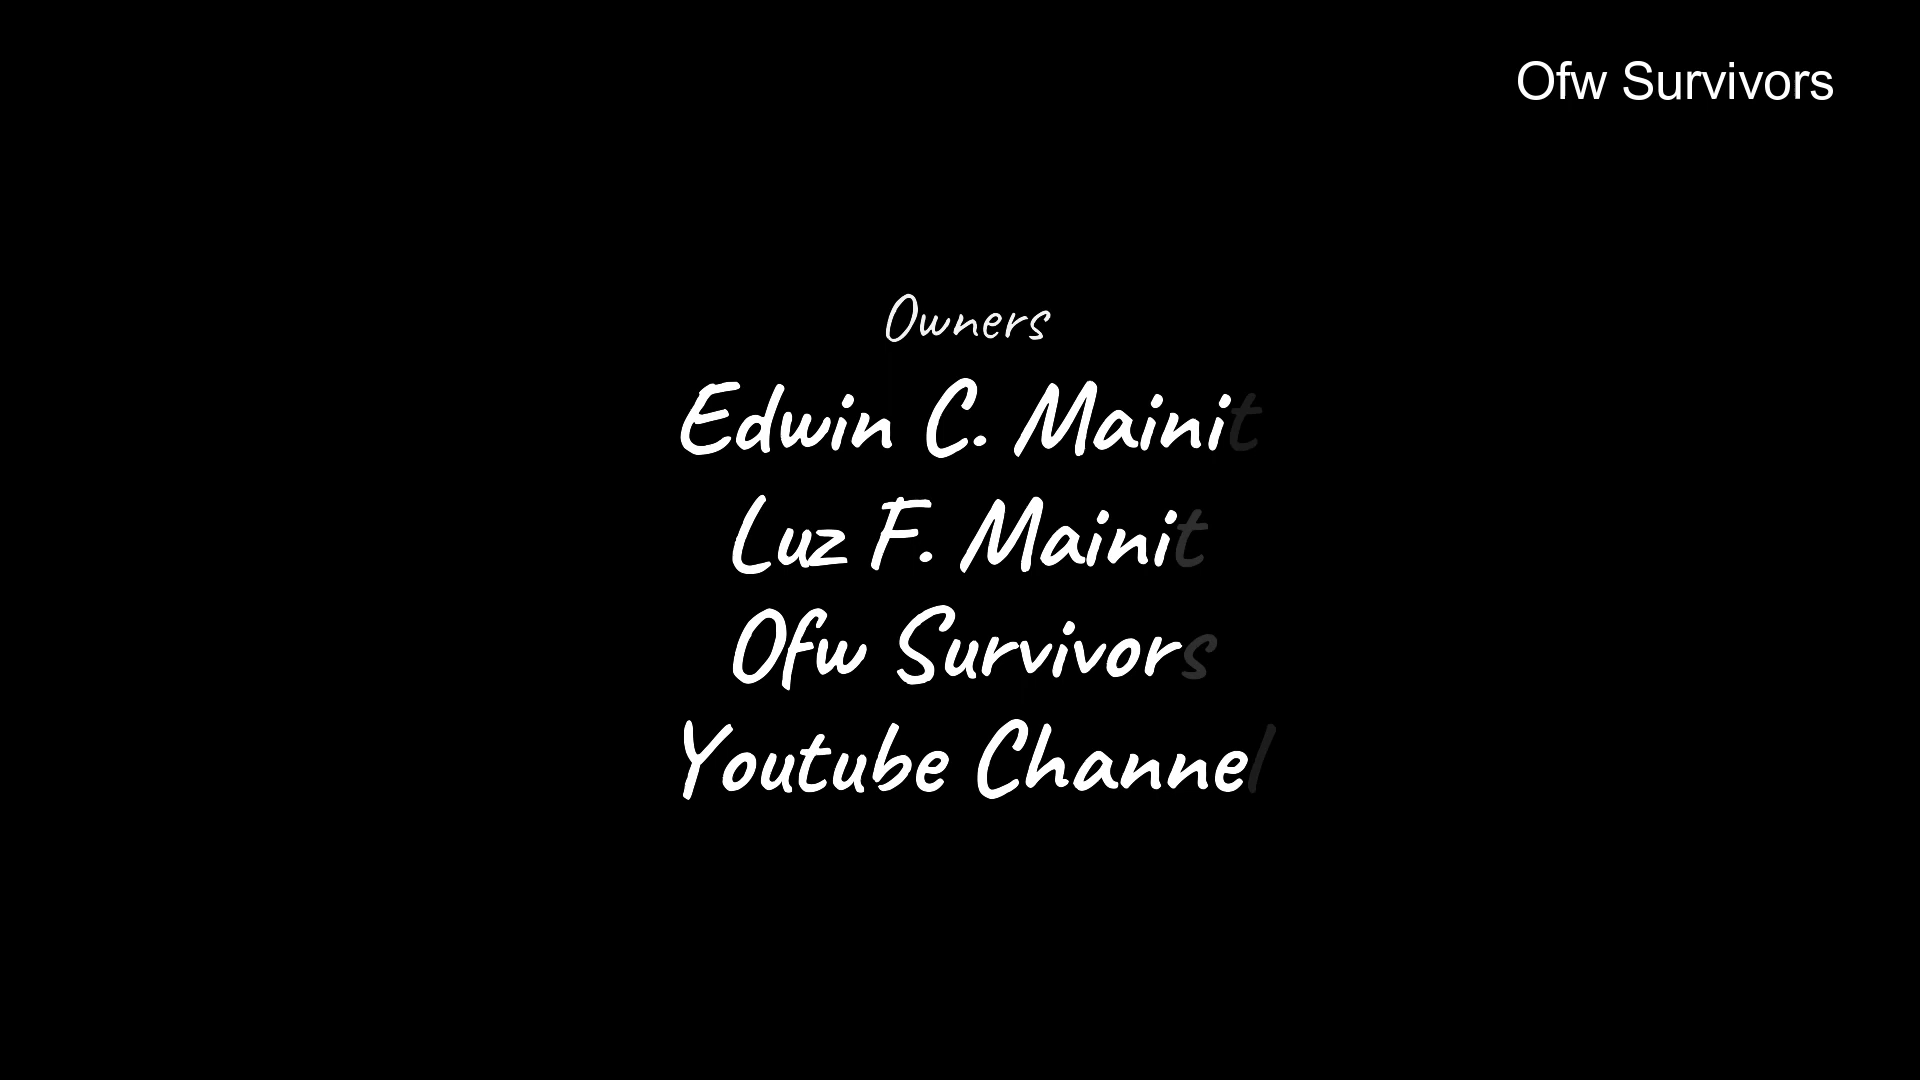 Ofw Survivors
Owners
Edwin C. Mainit
Luz F. Mainit
Ofw Survivors
Youtube Channel